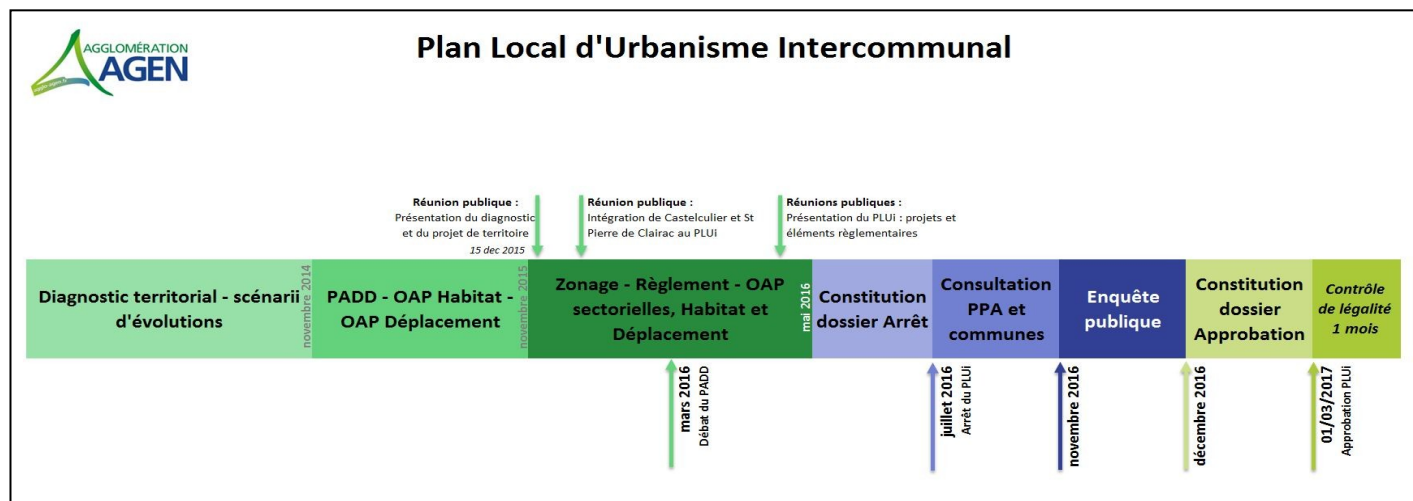 AGGLOMÉRATION
AGEN
Plan Local d'Urbanisme Intercommunal
Réunion publique :
Présentation du diagnostic
et du projet de territoire
15 dec 2015
Réunion publique :
Intégration de Castelculier et St
Pierre de Clairac au PLUi
Réunions publiques :
Présentation du PLUi : projets et
éléments règlementaires
Diagnostic territorial - scénarii
d'évolutions
novembre 2014
PADD - OAP Habitat -
OAP Déplacement
novembre 2015
Zonage - Règlement - OAP
sectorielles, Habitat et
Déplacement
mai 2016
Constitution
dossier Arrêt
Consultation
PPA et
communes
Enquête
publique
Constitution
dossier
Approbation
Contrôle
de légalité
1 mois
mars 2016
Débat du PADD
juillet 2016
Arrêt du PLUi
novembre 2016
décembre 2016
01/03/2017
Approbation PLUi